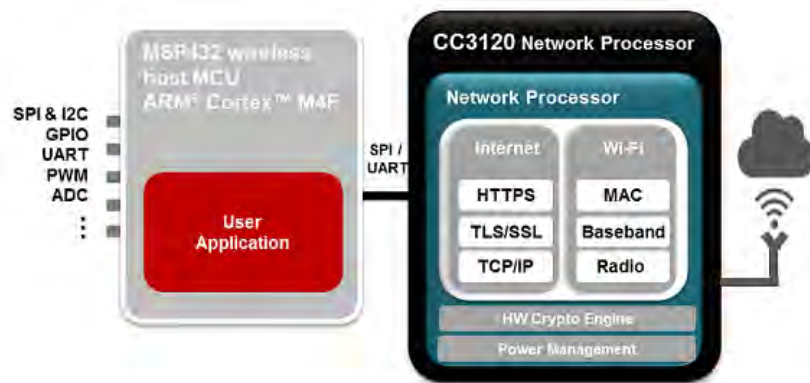 MSP432 wireless
host MCU
ARM® Cortex™ M4F
SPI & I2C
GPIO
UART
PWM
ADC
⋮
User
Application
SPI /
UART
CC3120 Network Processor
Network Processor
Internet
HTTPS
TLS/SSL
TCP/IP
Wi-Fi
MAC
Baseband
Radio
HW Crypto Engine
Power Management